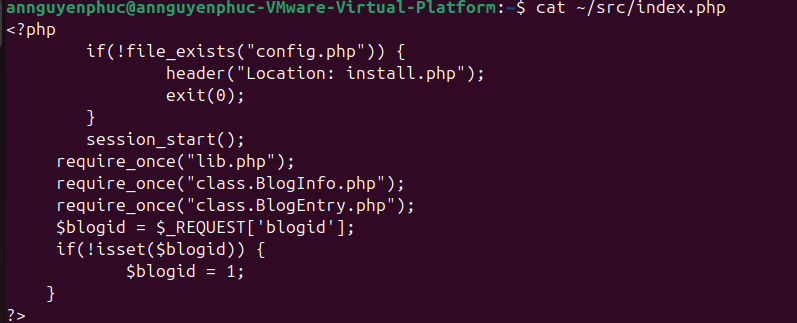 annguyenphuc@annguyenphuc-VMware-Virtual-Platform:~$ cat ~/src/index.php
<?php
        if(!file_exists("config.php")) {
                header("Location: install.php");
                exit(0);
        }
        session_start();
     require_once("lib.php");
     require_once("class.BlogInfo.php");
     require_once("class.BlogEntry.php");
     $blogid = $_REQUEST['blogid'];
     if(!isset($blogid)) {
            $blogid = 1;
    }
?>